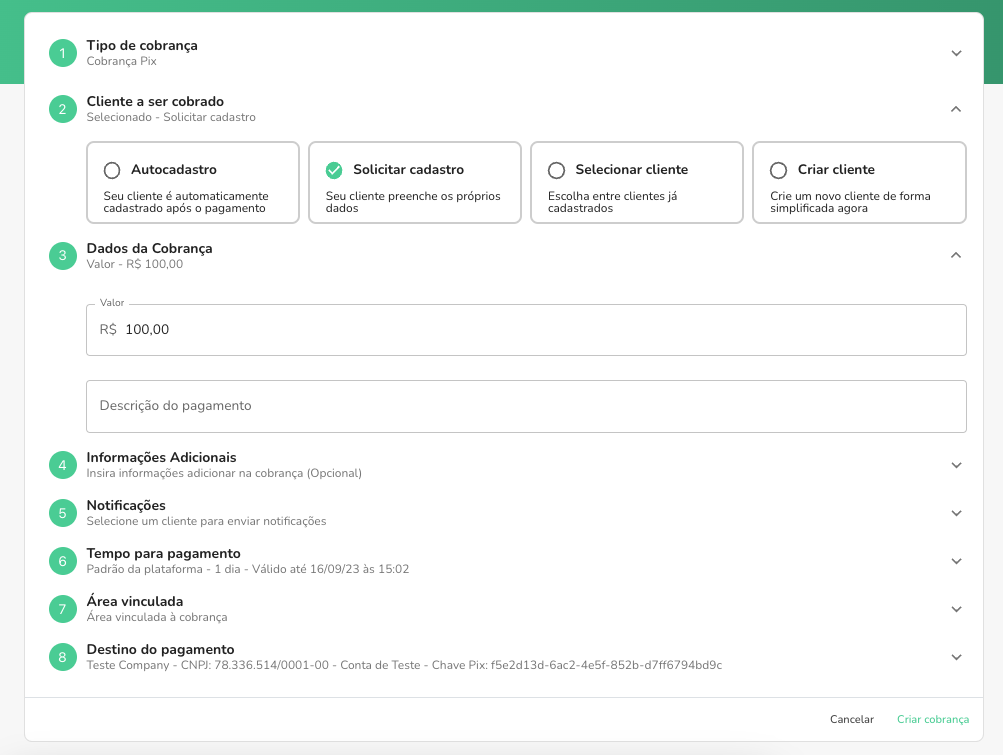 1
Tipo de cobrança
Cobrança Pix
2
Cliente a ser cobrado
Selecionado - Solicitar cadastro
Autocadastro
Seu cliente é automaticamente
cadastrado após o pagamento
Solicitar cadastro
Seu cliente preenche os próprios
dados
Selecionar cliente
Escolha entre clientes já
cadastrados
Criar cliente
Crie um novo cliente de forma
simplificada agora
3
Dados da Cobrança
Valor - R$ 100,00
Valor
R$ 100,00
Descrição do pagamento
4
Informações Adicionais
Insira informações adicionar na cobrança (Opcional)
5
Notificações
Selecione um cliente para enviar notificações
6
Tempo para pagamento
Padrão da plataforma - 1 dia - Válido até 16/09/23 às 15:02
7
Área vinculada
Área vinculada à cobrança
8
Destino do pagamento
Teste Company - CNPJ: 78.336.514/0001-00 - Conta de Teste - Chave Pix: f5e2d13d-6ac2-4e5f-852b-d7ff6794bd9c
Cancelar
Criar cobrança